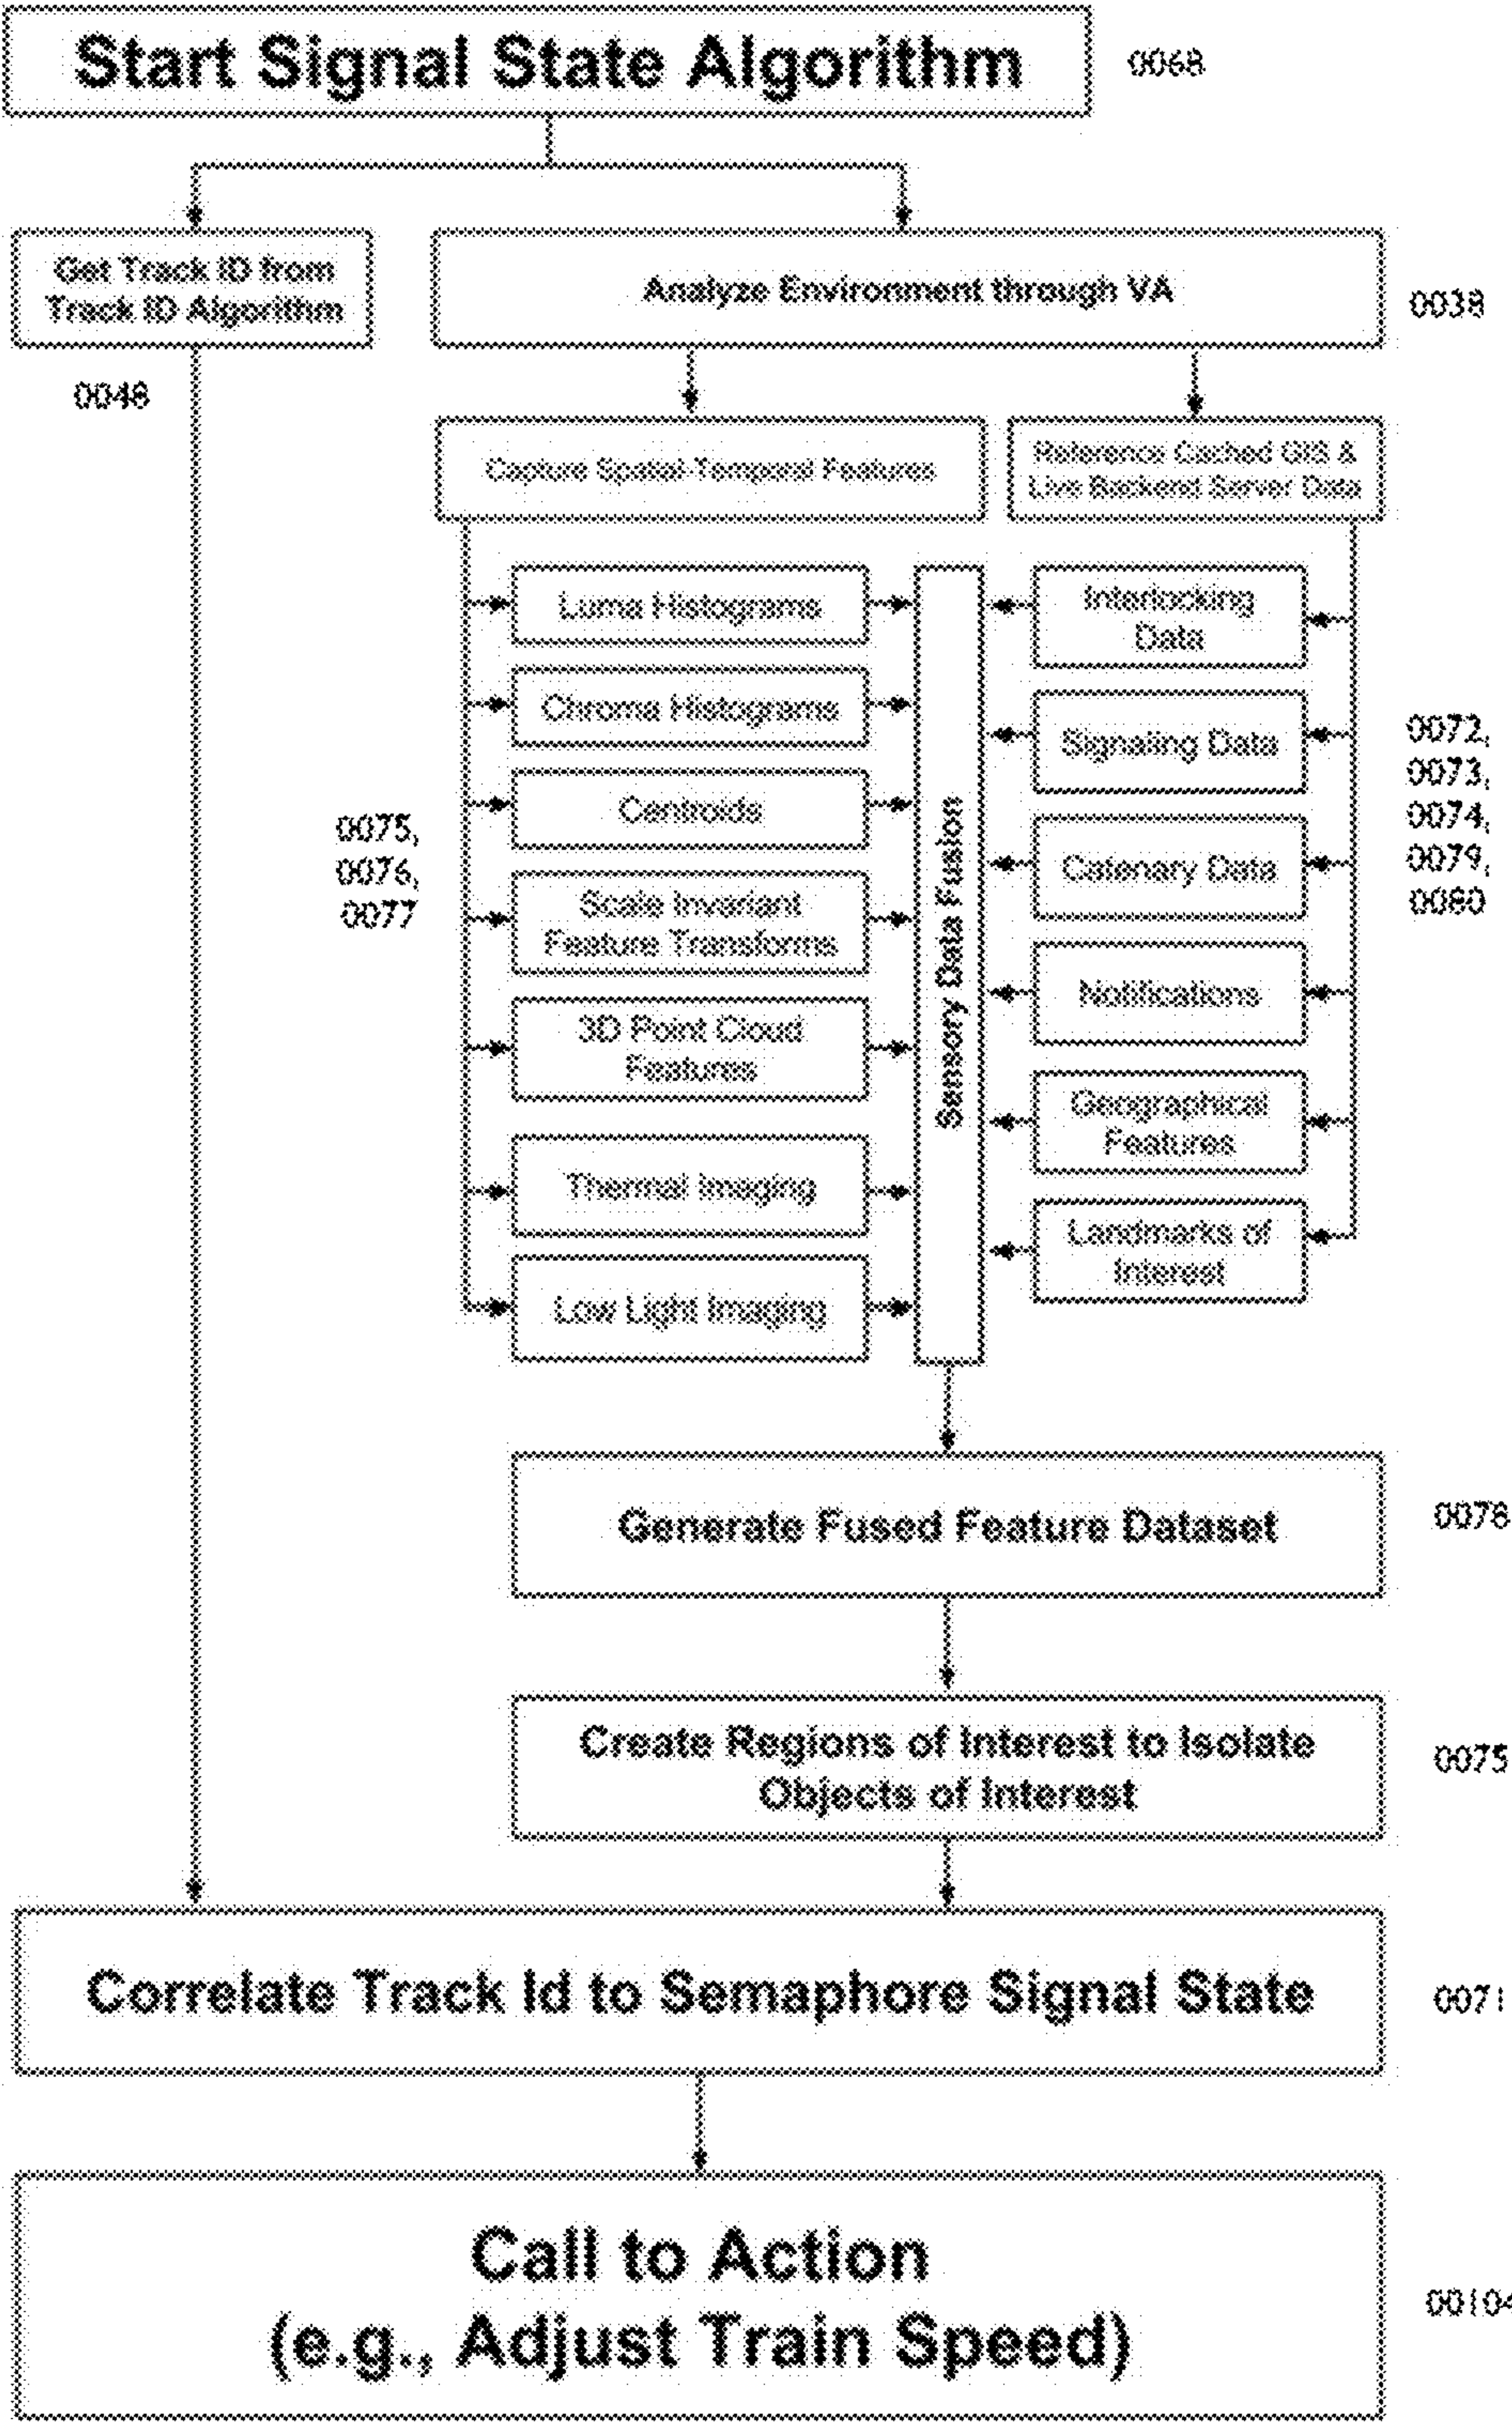 Start Signal State Algorithm
0068
Get Track ID from
Track ID Algorithm
0048
Analyze Environment through VA
0038
Capture Spatial-Temporal Features
Reference Cached GIS &
Live Backend Server Data
0075,
0076,
0077
Luma Histograms
Chroma Histograms
Centroids
Scale Invariant
Feature Transforms
3D Point Cloud
Features
Thermal Imaging
Low Light Imaging
Sensory Data Fusion
Interlocking
Data
Signaling Data
Catenary Data
Notifications
Geographical
Features
Landmarks of
Interest
0072,
0073,
0074,
0079,
0080
Generate Fused Feature Dataset
0078
Create Regions of Interest to Isolate
Objects of Interest
0075
Correlate Track Id to Semaphore Signal State
0071
Call to Action
(e.g., Adjust Train Speed)
00104